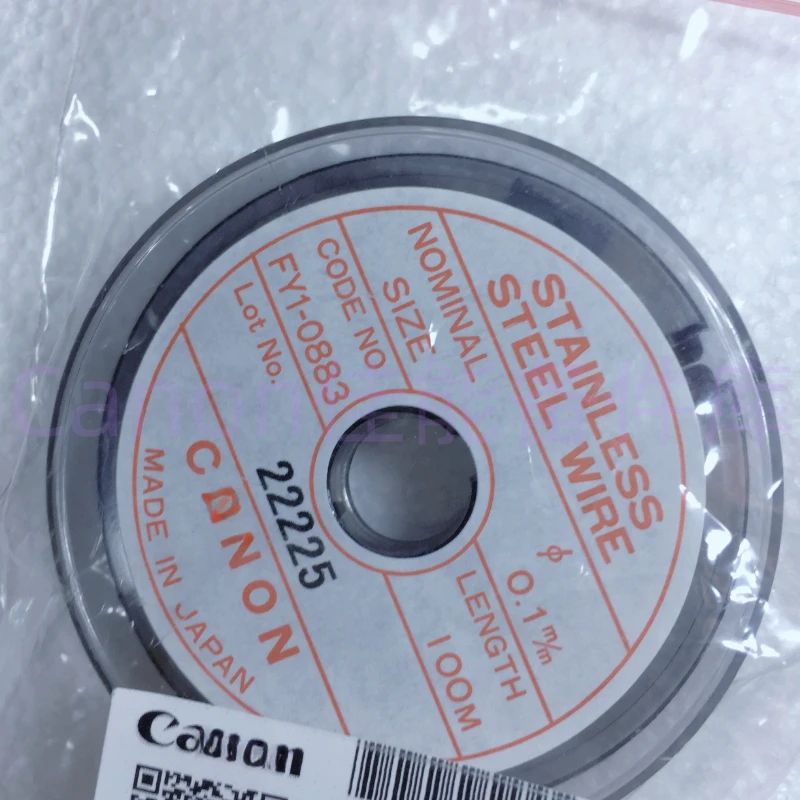 STAINLESS
STEEL WIRE
NOMINAL
SIZE
φ
0.1 m/m
CODE NO
FY1-0883
LENGTH
100M
Lot No.
22225
CANON
MADE IN JAPAN
Canon
Canon